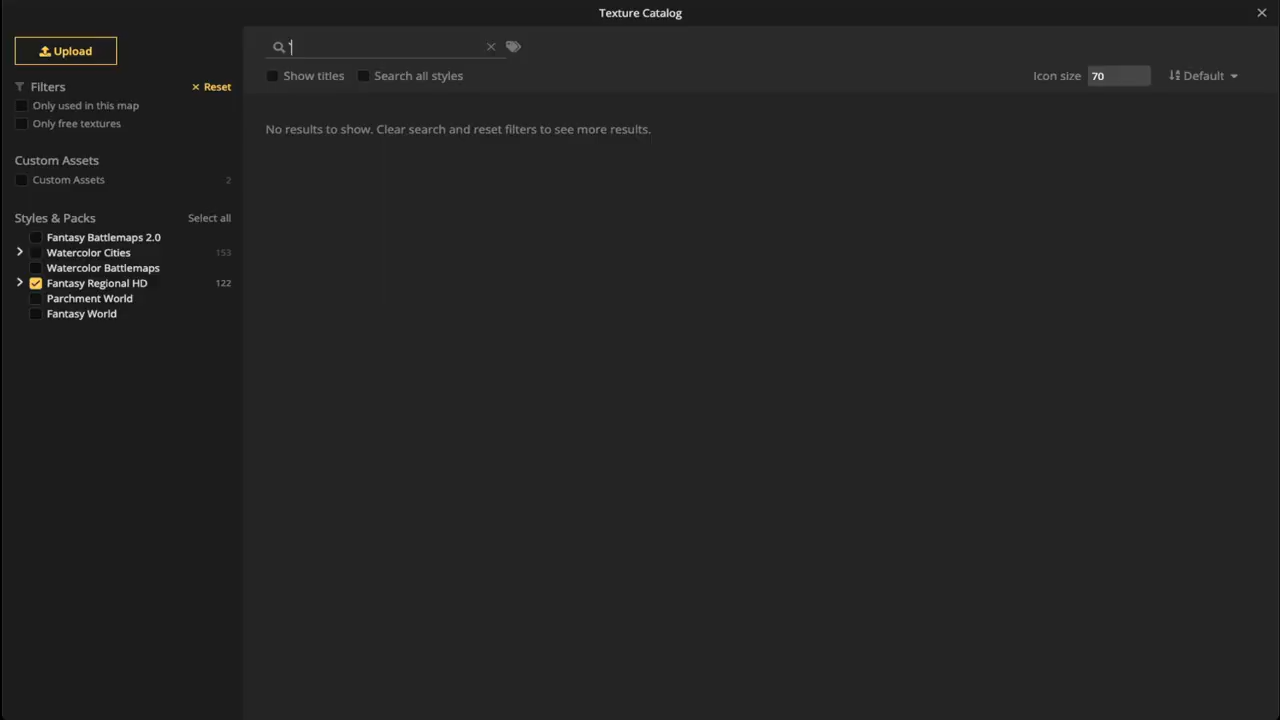 Texture Catalog
Upload
Filters
Reset
Only used in this map
Only free textures
Custom Assets
Custom Assets 2
Styles & Packs Select all
Fantasy Battlemaps 2.0
Watercolor Cities 153
Watercolor Battlemaps
Fantasy Regional HD 122
Parchment World
Fantasy World
Show titles Search all styles
Icon size 70 Default
No results to show. Clear search and reset filters to see more results.